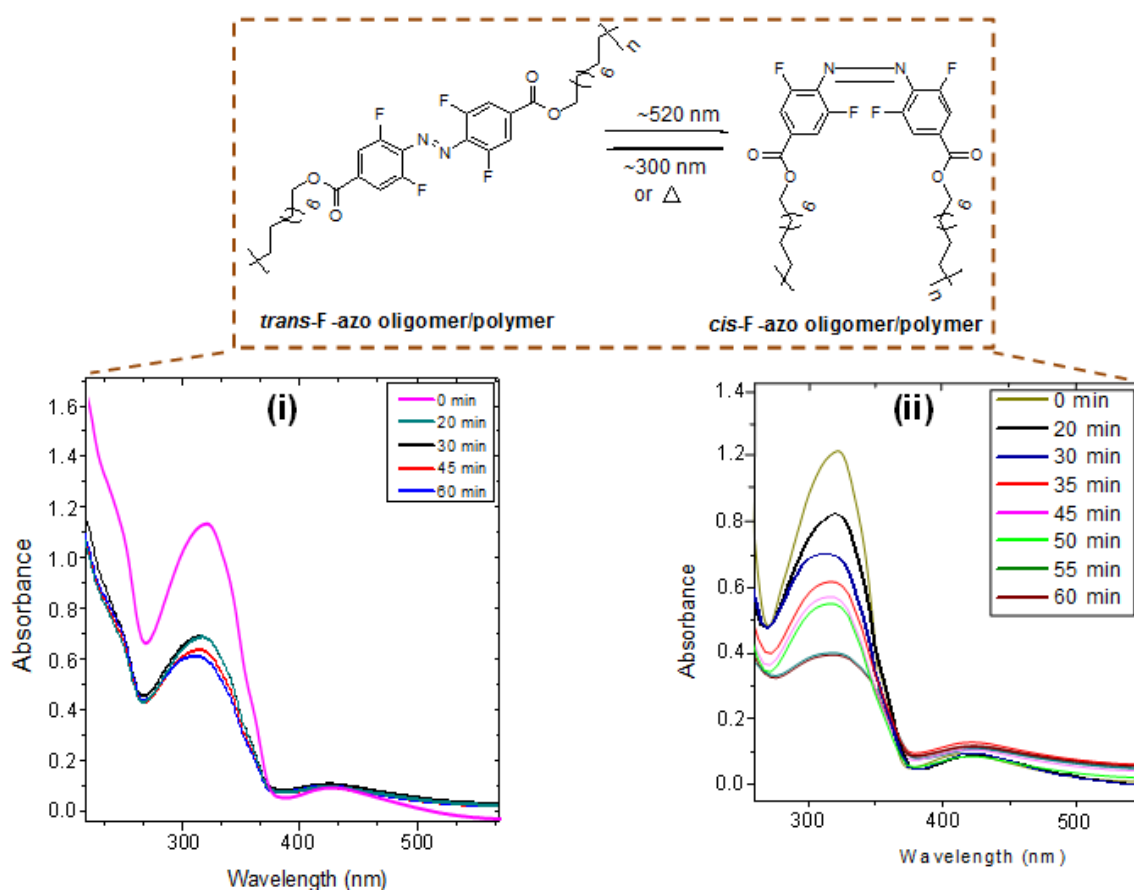 n
6
O
O
F
F
N
N
F
F
O
O
6
~520 nm
~300 nm
or △
N
N
F
F
F
F
O
O
O
O
6
6
n
trans-F -azo oligomer/polymer
cis-F -azo oligomer/polymer
(i)
0 min
20 min
30 min
45 min
60 min
1.6
1.4
1.2
1.0
0.8
0.6
0.4
0.2
0.0
Absorbance
300
400
500
Wavelength (nm)
(ii)
0 min
20 min
30 min
35 min
45 min
50 min
55 min
60 min
1.4
1.2
1.0
0.8
0.6
0.4
0.2
0.0
Absorbance
300
400
500
Wavelength (nm)